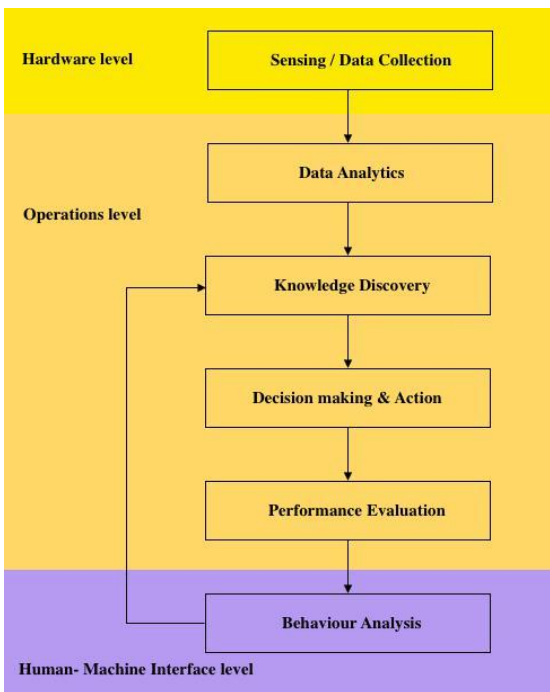 Hardware level
Sensing / Data Collection
Data Analytics
Operations level
Knowledge Discovery
Decision making & Action
Performance Evaluation
Behaviour Analysis
Human- Machine Interface level